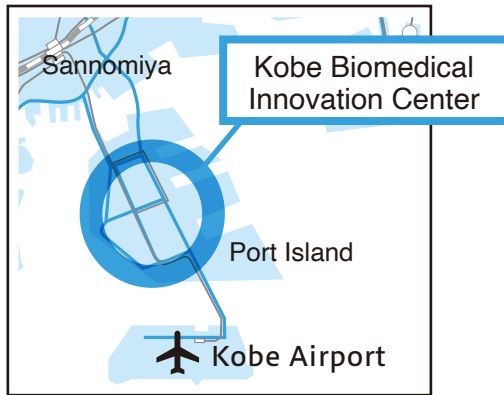 Sannomiya
Kobe Biomedical
Innovation Center
Port Island
Kobe Airport